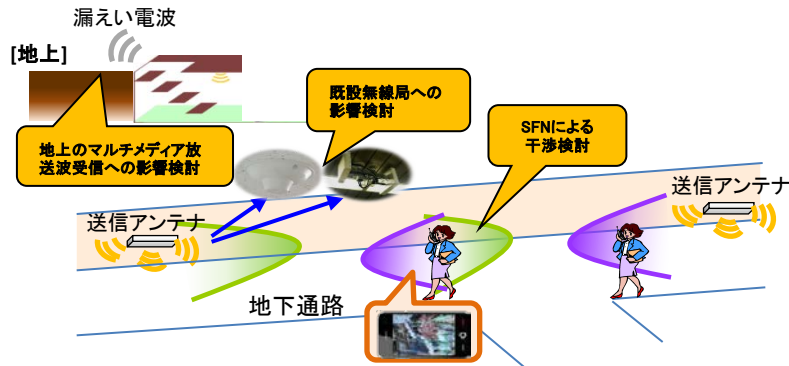 漏えい電波
[地上]
既設無線局への
影響検討
SFNによる
干渉検討
地上のマルチメディア放
送波受信への影響検討
送信アンテナ
送信アンテナ
地下通路